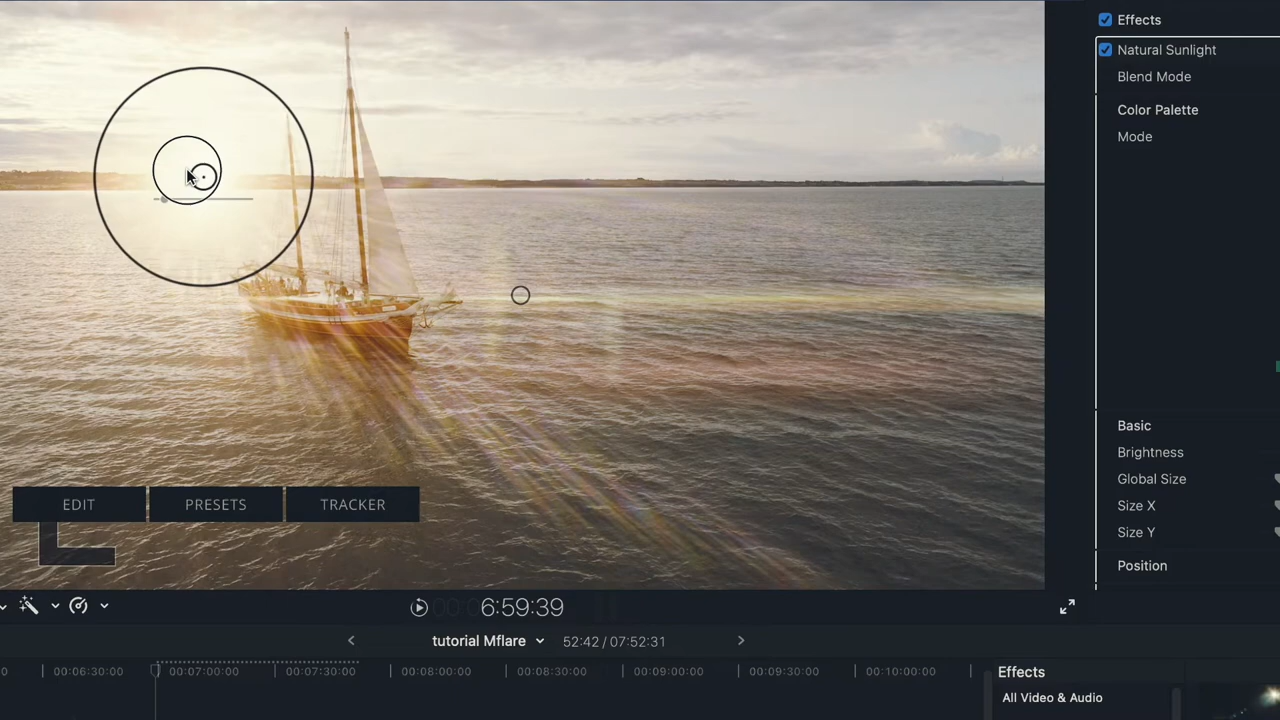 Effects
Natural Sunlight
Blend Mode
Color Palette
Mode
Basic
Brightness
Global Size
Size X
Size Y
Position
EDIT PRESETS TRACKER
00:00:06:59:39
tutorial Mflare 52:42 / 07:52:31
00:06:30:00 00:07:00:00 00:07:30:00 00:08:00:00 00:08:30:00 00:09:00:00 00:09:30:00 00:10:00:00
Effects
All Video & Audio